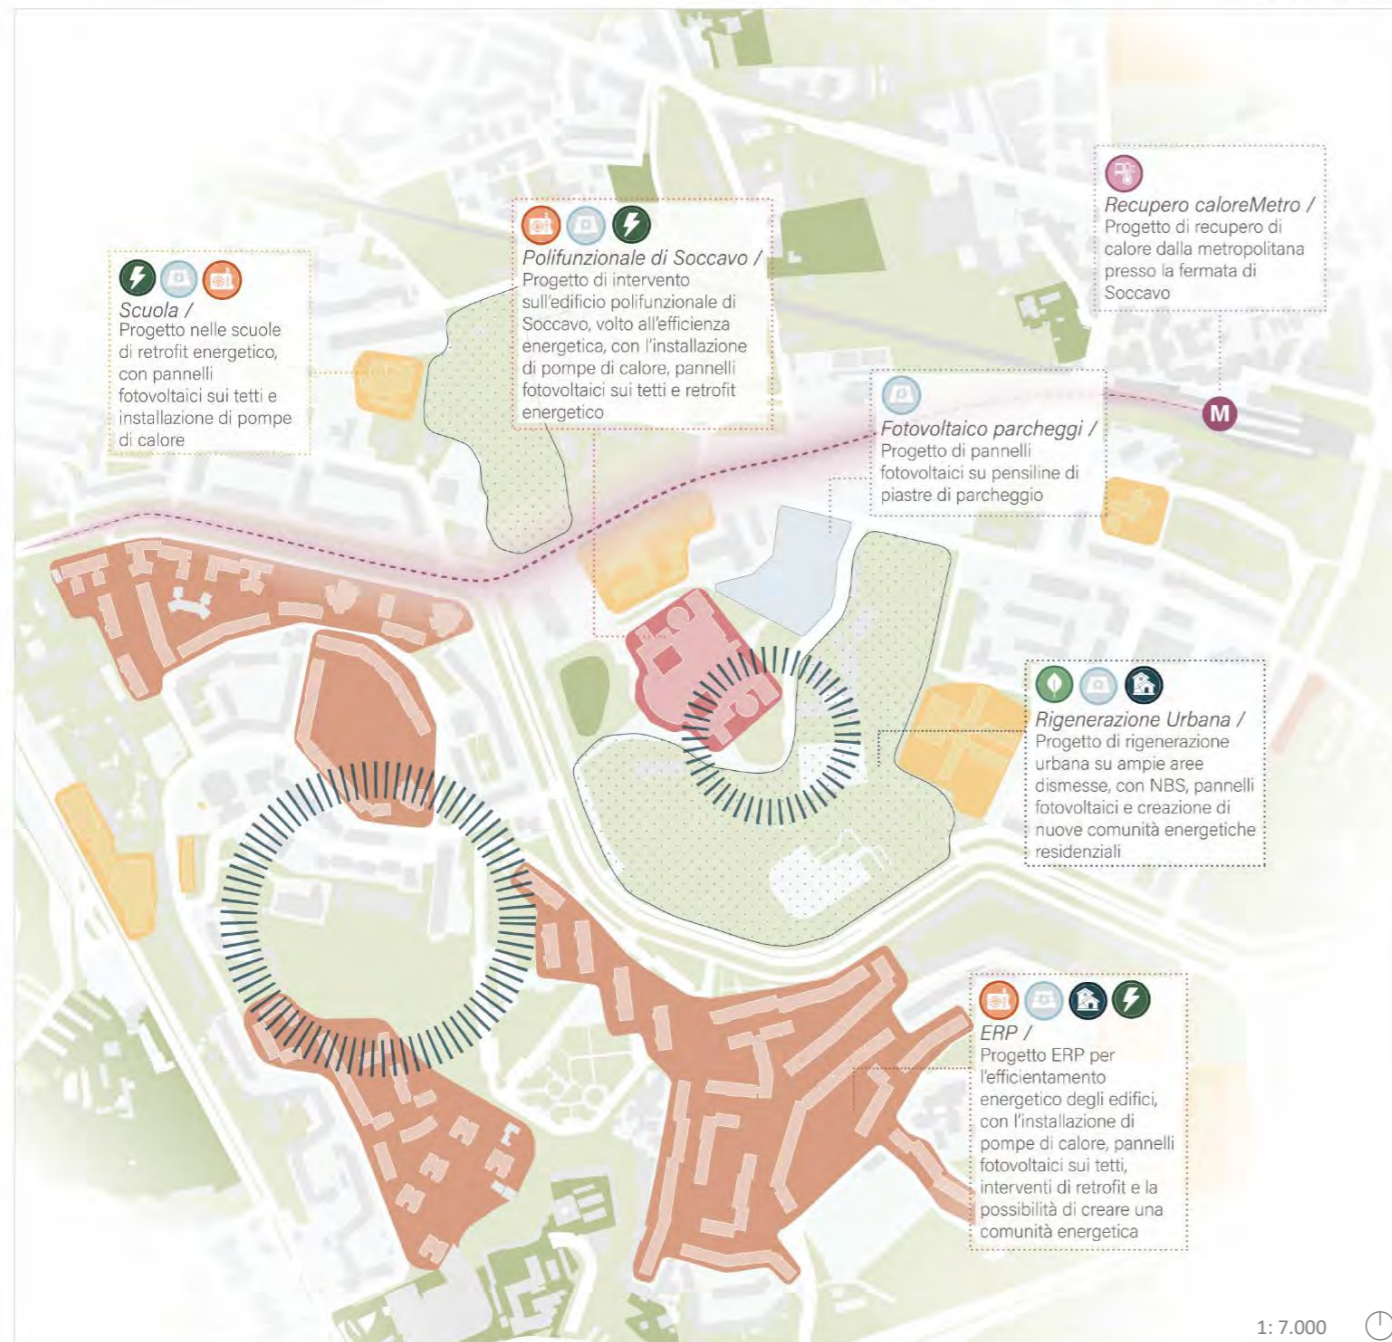 Recupero caloreMetro /
Progetto di recupero di
calore dalla metropolitana
presso la fermata di
Soccavo
Polifunzionale di Soccavo /
Progetto di intervento
sull'edificio polifunzionale di
Soccavo, volto all'efficienza
energetica, con l'installazione
di pompe di calore, pannelli
fotovoltaici sui tetti e retrofit
energetico
Scuola /
Progetto nelle scuole
di retrofit energetico,
con pannelli
fotovoltaici sui tetti e
installazione di pompe
di calore
M
Fotovoltaico parcheggi /
Progetto di pannelli
fotovoltaici su pensiline di
piastre di parcheggio
Rigenerazione Urbana /
Progetto di rigenerazione
urbana su ampie aree
dismesse, con NBS, pannelli
fotovoltaici e creazione di
nuove comunità energetiche
residenziali
ERP /
Progetto ERP per
l'efficientamento
energetico degli edifici,
con l'installazione di
pompe di calore, pannelli
fotovoltaici sui tetti,
interventi di retrofit e la
possibilità di creare una
comunità energetica
1: 7.000